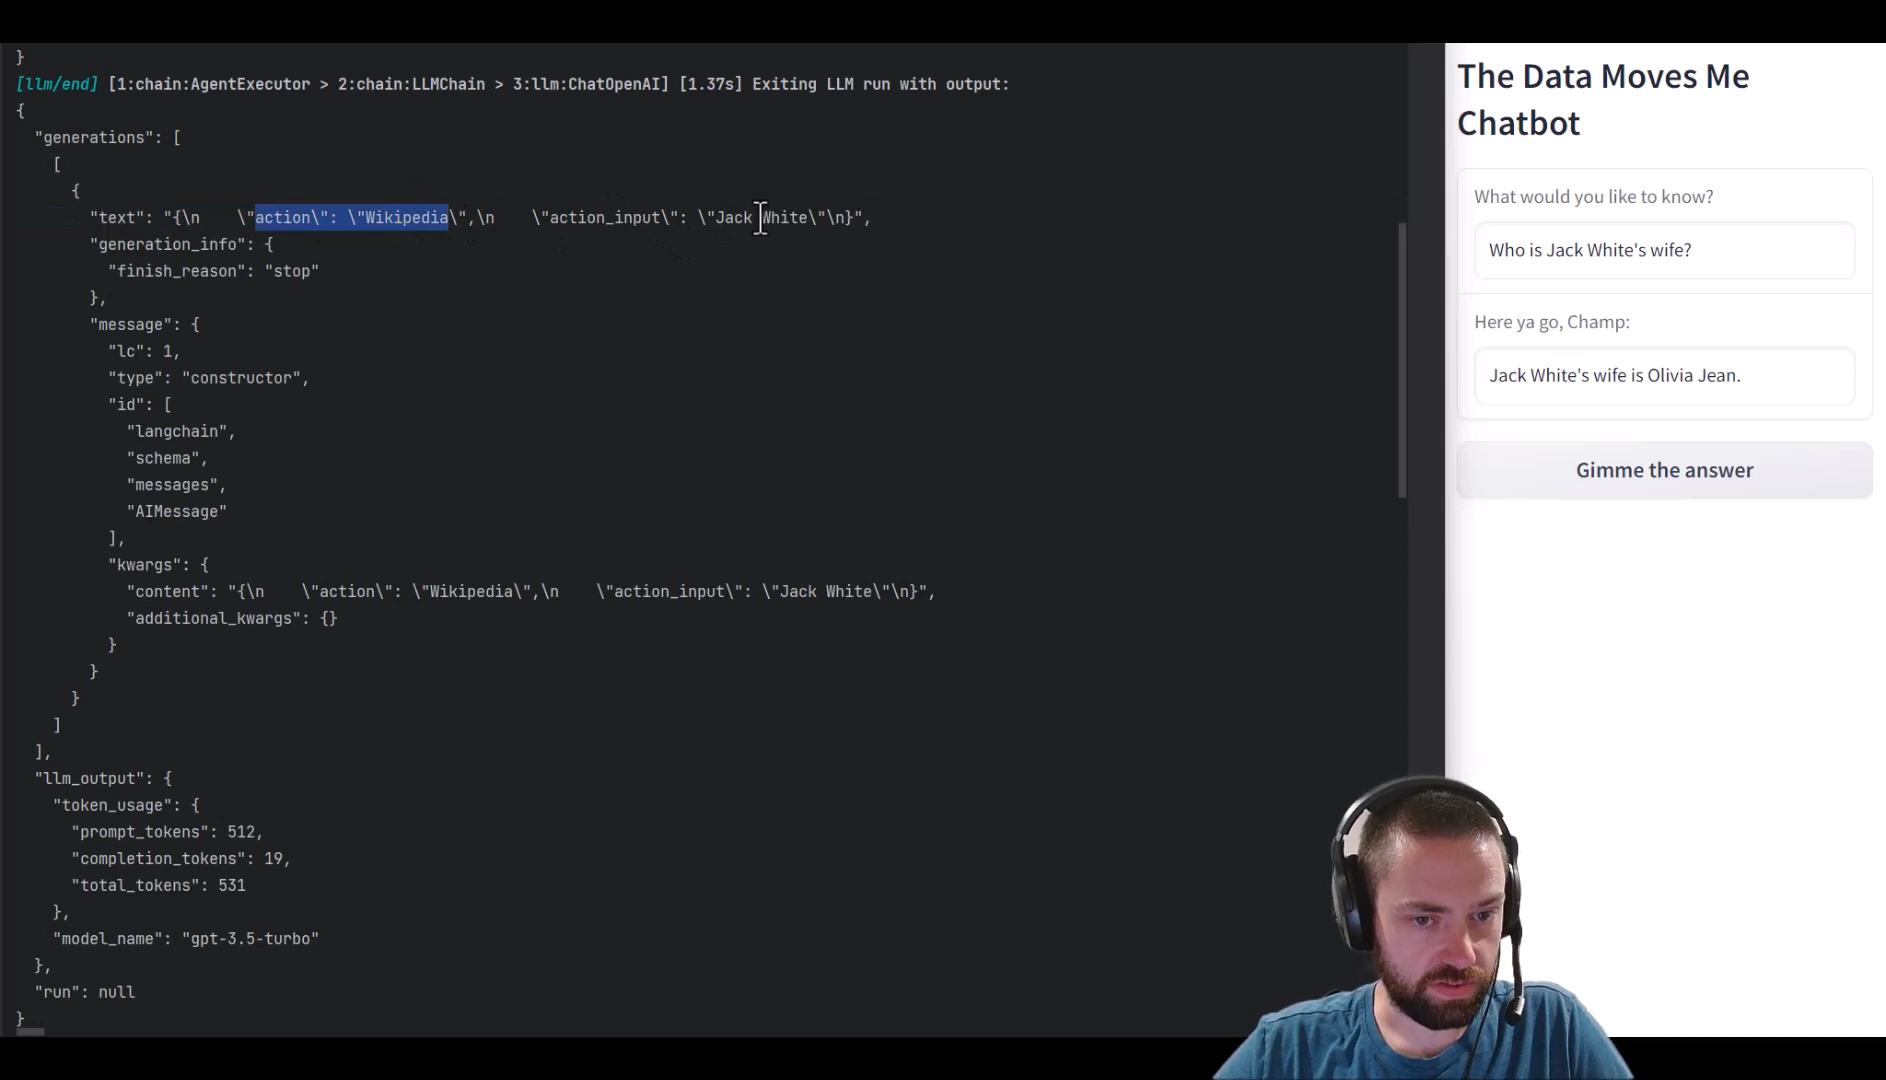 }
[llm/end] [1:chain:AgentExecutor > 2:chain:LLMChain > 3:llm:ChatOpenAI] [1.37s] Exiting LLM run with output:
{
"generations": [
[
{
"text": "{\n    \"action\": \"Wikipedia\",\n    \"action_input\": \"Jack White\"\n}",
"generation_info": {
"finish_reason": "stop"
},
"message": {
"lc": 1,
"type": "constructor",
"id": [
"langchain",
"schema",
"messages",
"AIMessage"
],
"kwargs": {
"content": "{\n    \"action\": \"Wikipedia\",\n    \"action_input\": \"Jack White\"\n}",
"additional_kwargs": {}
}
}
}
]
],
"llm_output": {
"token_usage": {
"prompt_tokens": 512,
"completion_tokens": 19,
"total_tokens": 531
},
"model_name": "gpt-3.5-turbo"
},
"run": null
}
The Data Moves Me
Chatbot
What would you like to know?
Who is Jack White's wife?
Here ya go, Champ:
Jack White's wife is Olivia Jean.
Gimme the answer